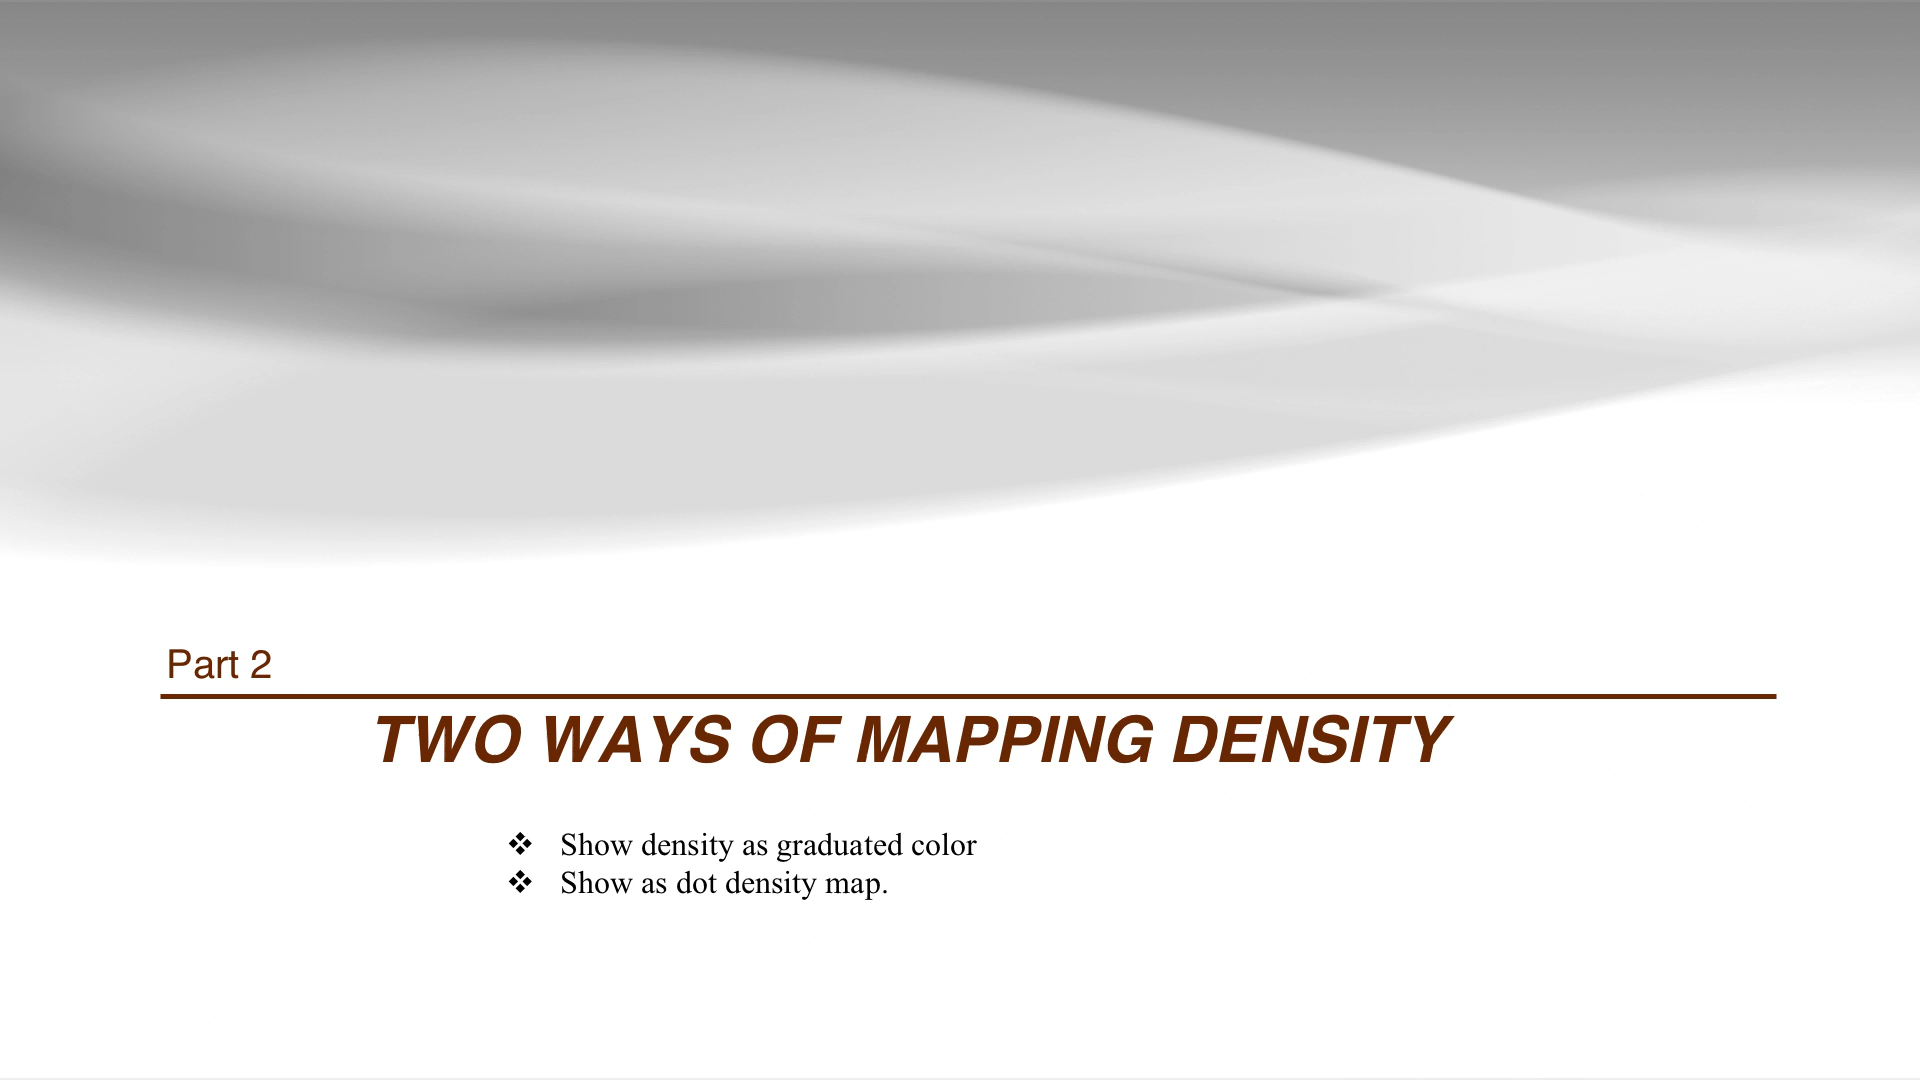 Part 2
TWO WAYS OF MAPPING DENSITY
❖ Show density as graduated color
❖ Show as dot density map.